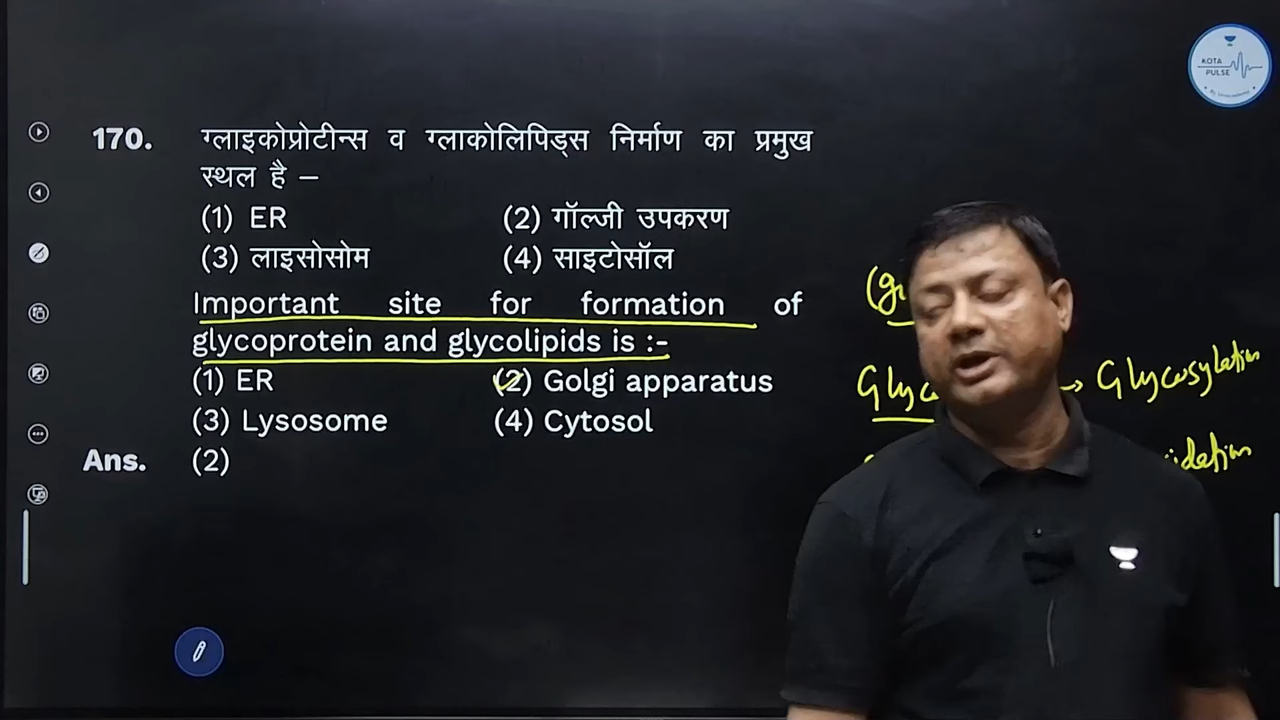 KOTA
PULSE
170. ग्लाइकोप्रोटीन्स व ग्लाकोलिपिड्स निर्माण का प्रमुख
स्थल है –
(1) ER (2) गॉल्जी उपकरण
(3) लाइसोसोम (4) साइटोसॉल
Important site for formation of
glycoprotein and glycolipids is :-
(1) ER (2) Golgi apparatus
(3) Lysosome (4) Cytosol
Ans. (2)
→ Glycosylation